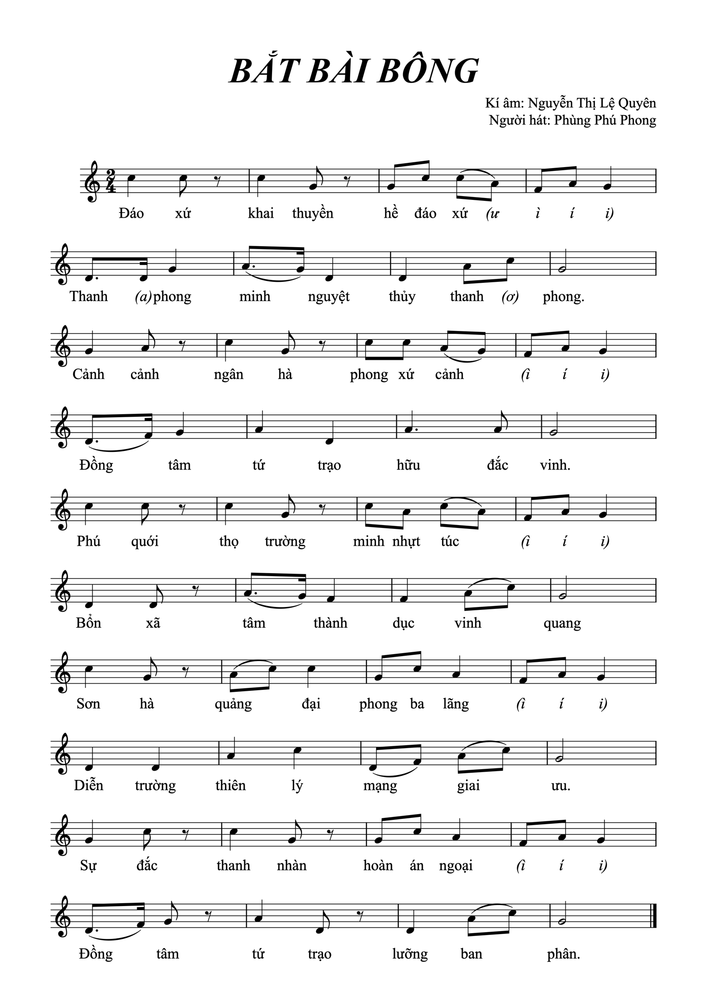 BẮT BÀI BÔNG
Kí âm: Nguyễn Thị Lệ Quyên
Người hát: Phùng Phú Phong
2
4
Đáo xứ khai thuyền hề đáo xứ (ư ì í i)
Thanh (a) phong minh nguyệt thủy thanh (ơ) phong.
Cảnh cảnh ngân hà phong xứ cảnh (ì í i)
Đồng tâm tứ trạo hữu đắc vinh.
Phú quới thọ trường minh nhựt túc (ì í i)
Bổn xã tâm thành dục vinh quang
Sơn hà quảng đại phong ba lãng (ì í i)
Diễn trường thiên lý mạng giai ưu.
Sự đắc thanh nhàn hoàn án ngoại (ì í i)
Đồng tâm tứ trạo lưỡng ban phân.